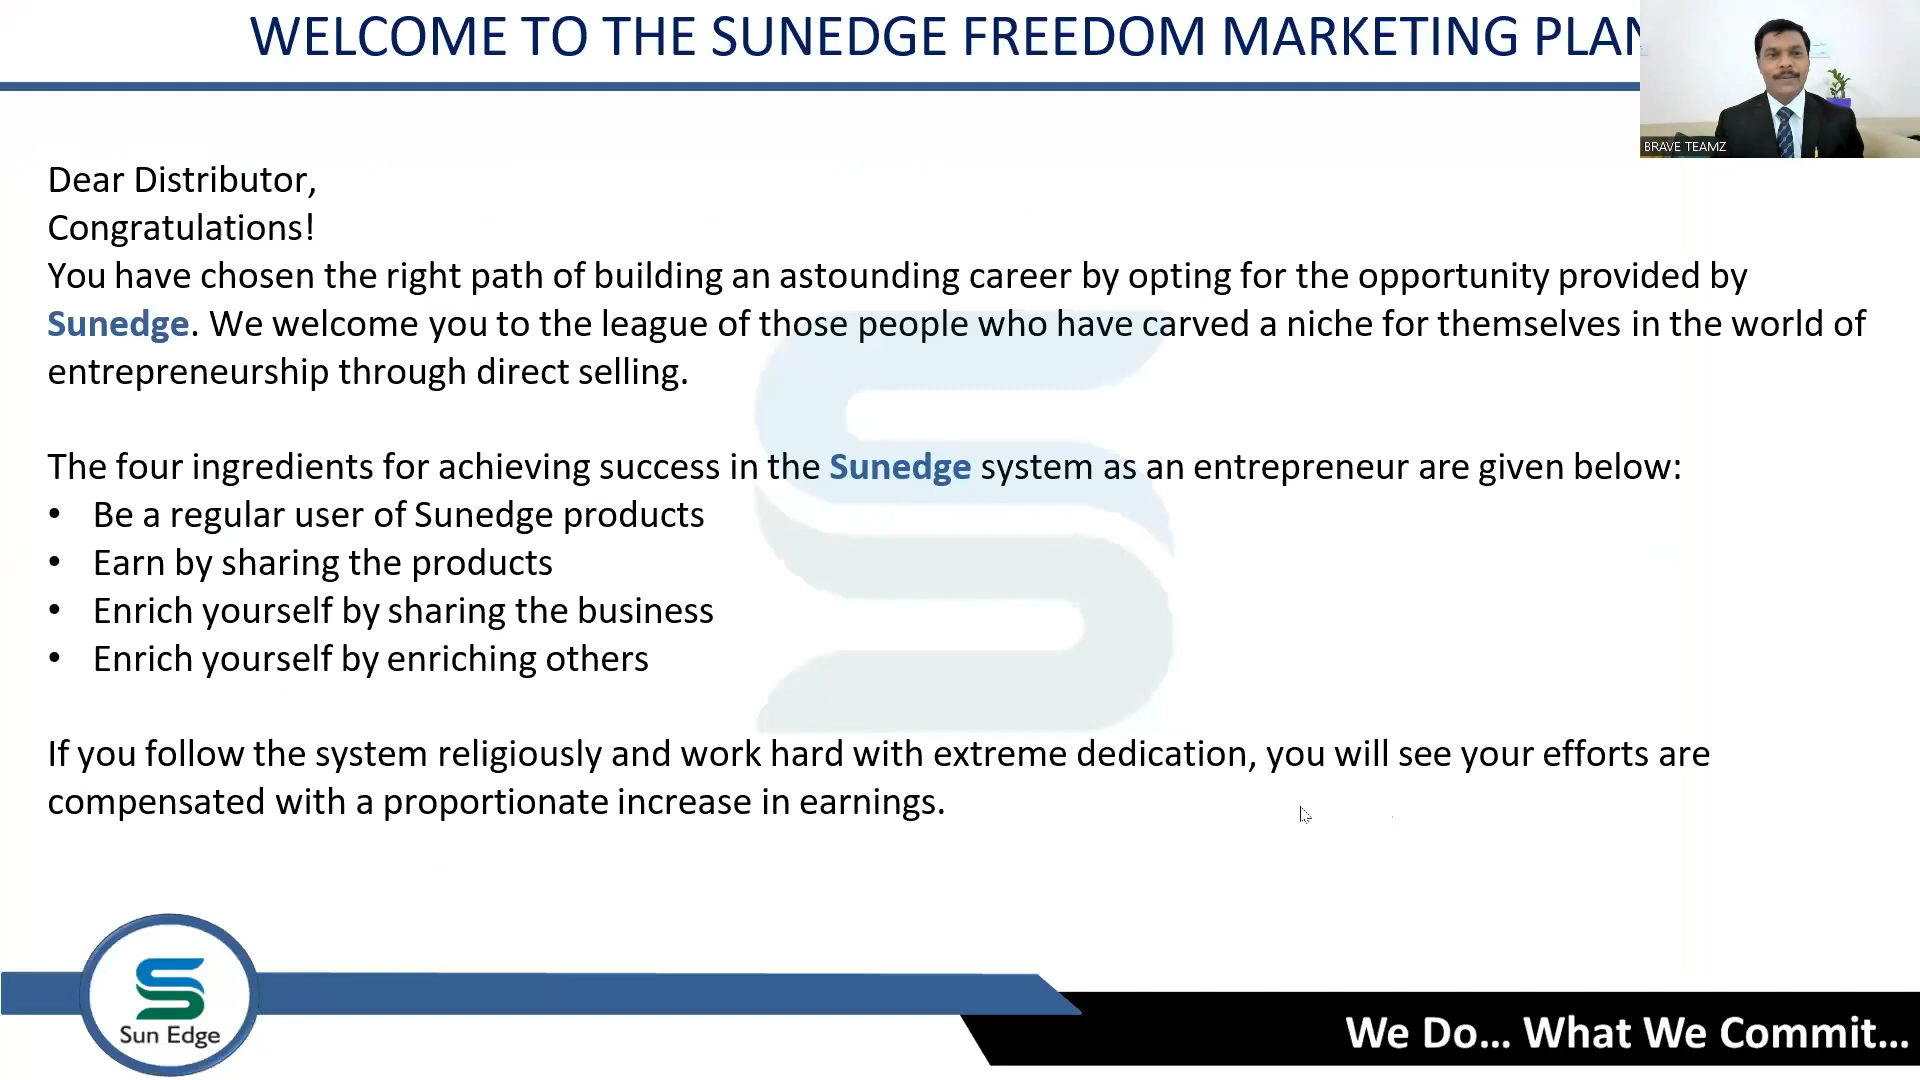 WELCOME TO THE SUNEDGE FREEDOM MARKETING PLAN
BRAVE TEAMZ
Dear Distributor,
Congratulations!
You have chosen the right path of building an astounding career by opting for the opportunity provided by
Sunedge. We welcome you to the league of those people who have carved a niche for themselves in the world of
entrepreneurship through direct selling.
The four ingredients for achieving success in the Sunedge system as an entrepreneur are given below:
• Be a regular user of Sunedge products
• Earn by sharing the products
• Enrich yourself by sharing the business
• Enrich yourself by enriching others
If you follow the system religiously and work hard with extreme dedication, you will see your efforts are
compensated with a proportionate increase in earnings.
Sun Edge
We Do... What We Commit...